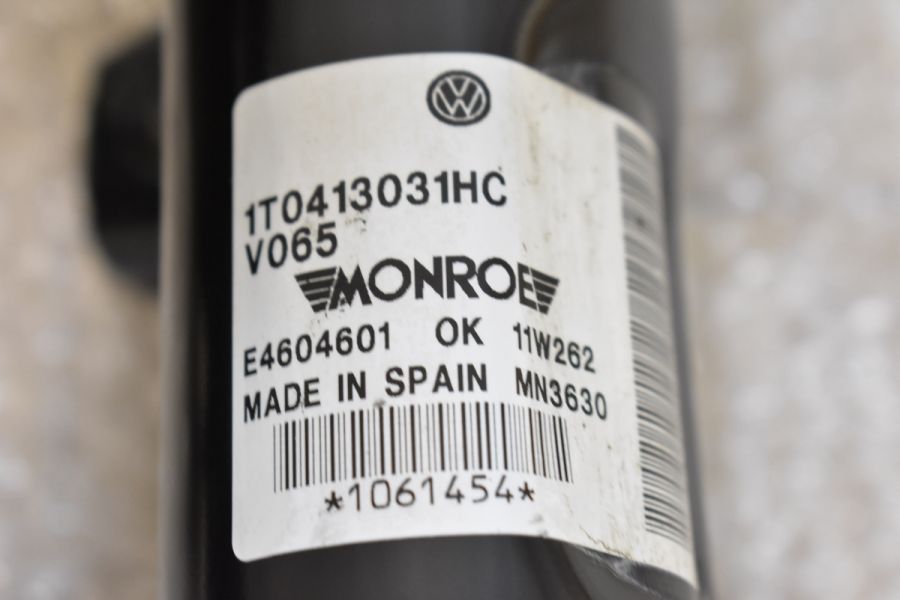 1T0413031HC
V065
MONROE
E4604601 OK 11W262
MADE IN SPAIN MN3630
*1061454*